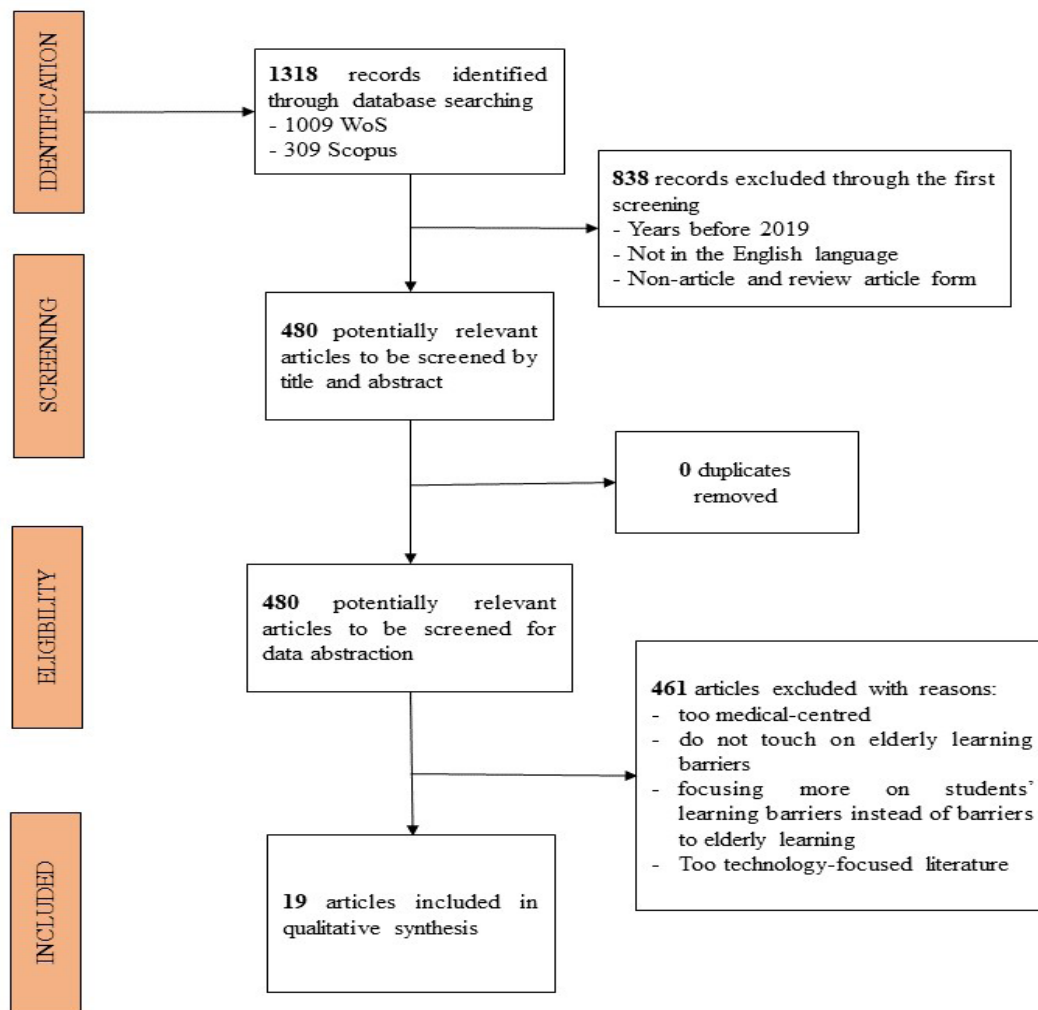 IDENTIFICATION
1318 records identified
through database searching
- 1009 WoS
- 309 Scopus
838 records excluded through the first
screening
- Years before 2019
- Not in the English language
- Non-article and review article form
SCREENING
480 potentially relevant
articles to be screened by
title and abstract
0 duplicates
removed
ELIGIBILITY
480 potentially relevant
articles to be screened for
data abstraction
461 articles excluded with reasons:
- too medical-centred
- do not touch on elderly learning
barriers
- focusing more on students'
learning barriers instead of barriers
to elderly learning
- Too technology-focused literature
INCLUDED
19 articles included in
qualitative synthesis